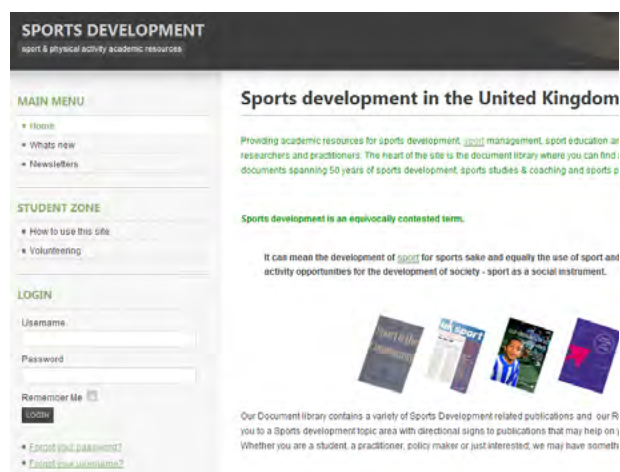 SPORTS DEVELOPMENT
sport & physical activity academic resources
MAIN MENU
Home
Whats new
Newsletters
STUDENT ZONE
How to use this site
Volunteering
LOGIN
Username
Password
Remember Me
LOGIN
Forgot your password?
Forgot your username?
Sports development in the United Kingdom
Providing academic resources for sports development, sport management, sport education an
researchers and practitioners. The heart of the site is the document library where you can find
documents spanning 50 years of sports development, sports studies & coaching and sports p
Sports development is an equivocally contested term.
It can mean the development of sport for sports sake and equally the use of sport and
activity opportunities for the development of society - sport as a social instrument.
Sport & the
Community
uk sport
Our Document library contains a variety of Sports Development related publications and our R
you to a Sports development topic area with directional signs to publications that may help on y
Whether you are a student, a practitioner, policy maker or just interested, we may have someth